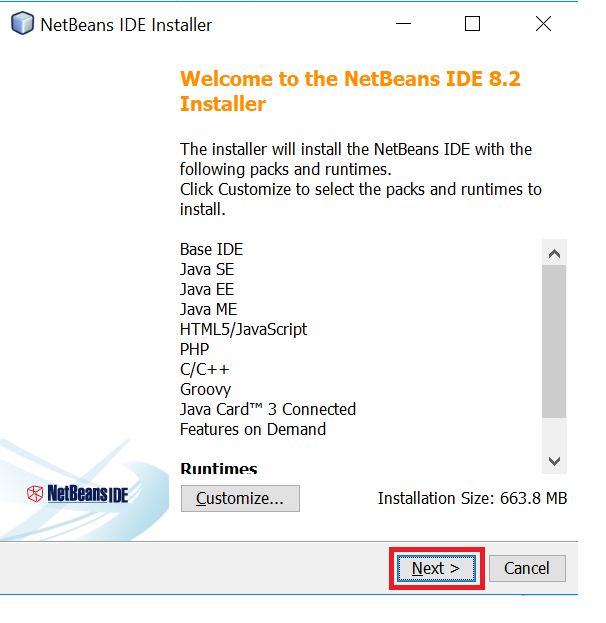 NetBeans IDE Installer
Welcome to the NetBeans IDE 8.2
Installer
The installer will install the NetBeans IDE with the
following packs and runtimes.
Click Customize to select the packs and runtimes to
install.
Base IDE
Java SE
Java EE
Java ME
HTML5/JavaScript
PHP
C/C++
Groovy
Java Card™ 3 Connected
Features on Demand
Runtimes
NetBeans IDE
Customize...
Installation Size: 663.8 MB
Next >
Cancel